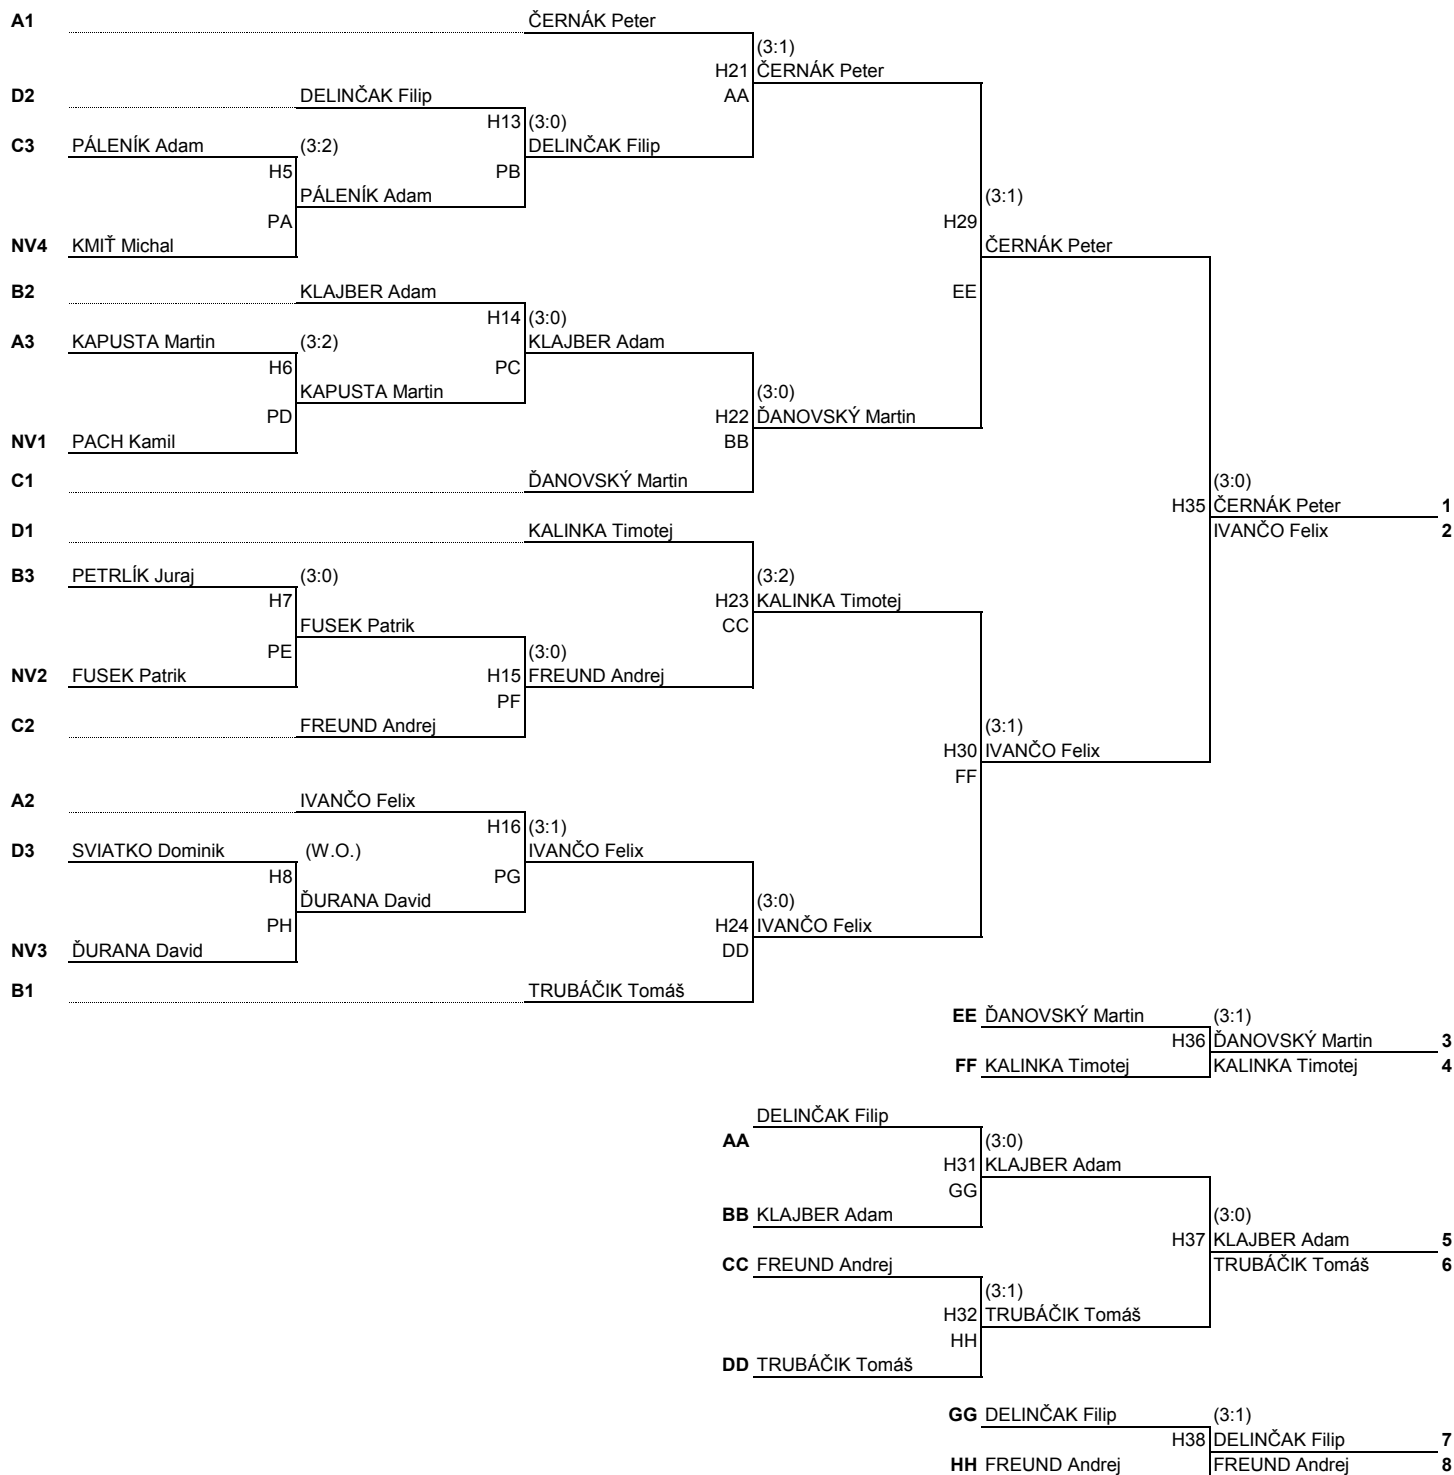 A1 ČERNÁK Peter
(3:1)
H21 ČERNÁK Peter
D2 DELINČAK Filip AA
H13 (3:0)
C3 PÁLENÍK Adam (3:2) DELINČAK Filip
H5 PB
PÁLENÍK Adam (3:1)
PA H29
NV4 KMIŤ Michal ČERNÁK Peter
B2 KLAJBER Adam EE
H14 (3:0)
A3 KAPUSTA Martin (3:2) KLAJBER Adam
H6 PC
KAPUSTA Martin (3:0)
PD H22 ĎANOVSKÝ Martin
NV1 PACH Kamil BB
C1 ĎANOVSKÝ Martin (3:0)
H35 ČERNÁK Peter 1
D1 KALINKA Timotej IVANČO Felix 2
B3 PETRLÍK Juraj (3:0) (3:2)
H7 H23 KALINKA Timotej
FUSEK Patrik CC
PE (3:0)
NV2 FUSEK Patrik H15 FREUND Andrej
PF
C2 FREUND Andrej (3:1)
H30 IVANČO Felix
FF
A2 IVANČO Felix
H16 (3:1)
D3 SVIATKO Dominik (W.O.) IVANČO Felix
H8 PG
ĎURANA David (3:0)
PH H24 IVANČO Felix
NV3 ĎURANA David DD
B1 TRUBÁČIK Tomáš
EE ĎANOVSKÝ Martin (3:1)
H36 ĎANOVSKÝ Martin 3
FF KALINKA Timotej KALINKA Timotej 4
DELINČAK Filip
AA (3:0)
H31 KLAJBER Adam
GG
BB KLAJBER Adam (3:0)
H37 KLAJBER Adam 5
CC FREUND Andrej TRUBÁČIK Tomáš 6
(3:1)
H32 TRUBÁČIK Tomáš
HH
DD TRUBÁČIK Tomáš
GG DELINČAK Filip (3:1)
H38 DELINČAK Filip 7
HH FREUND Andrej FREUND Andrej 8